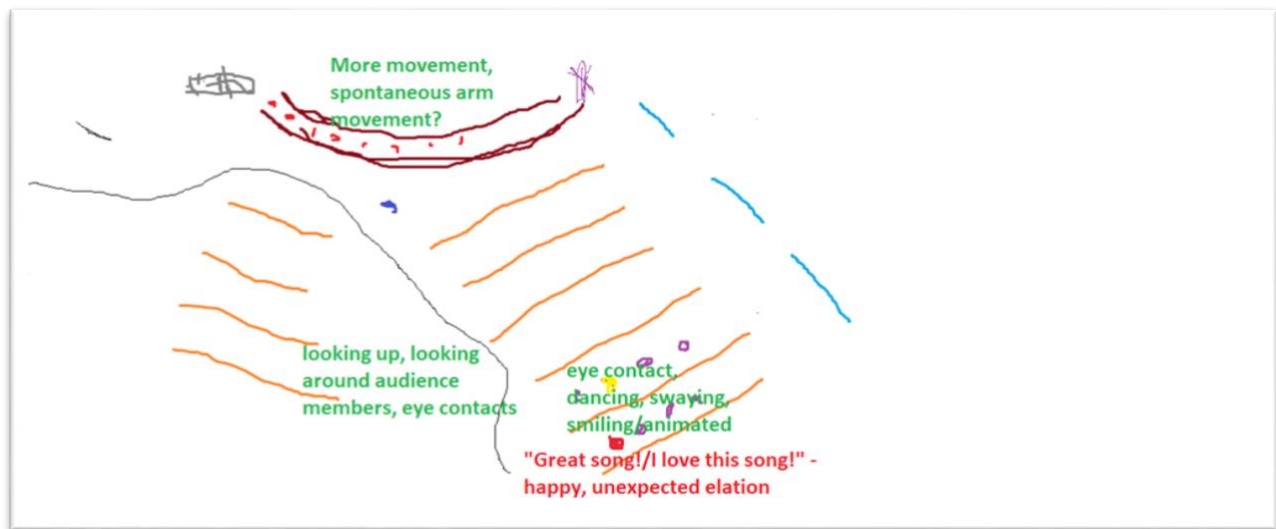 More movement,
spontaneous arm
movement?
looking up, looking
around audience
members, eye contacts
eye contact,
dancing, swaying,
smiling/animated
"Great song!/I love this song!" -
happy, unexpected elation